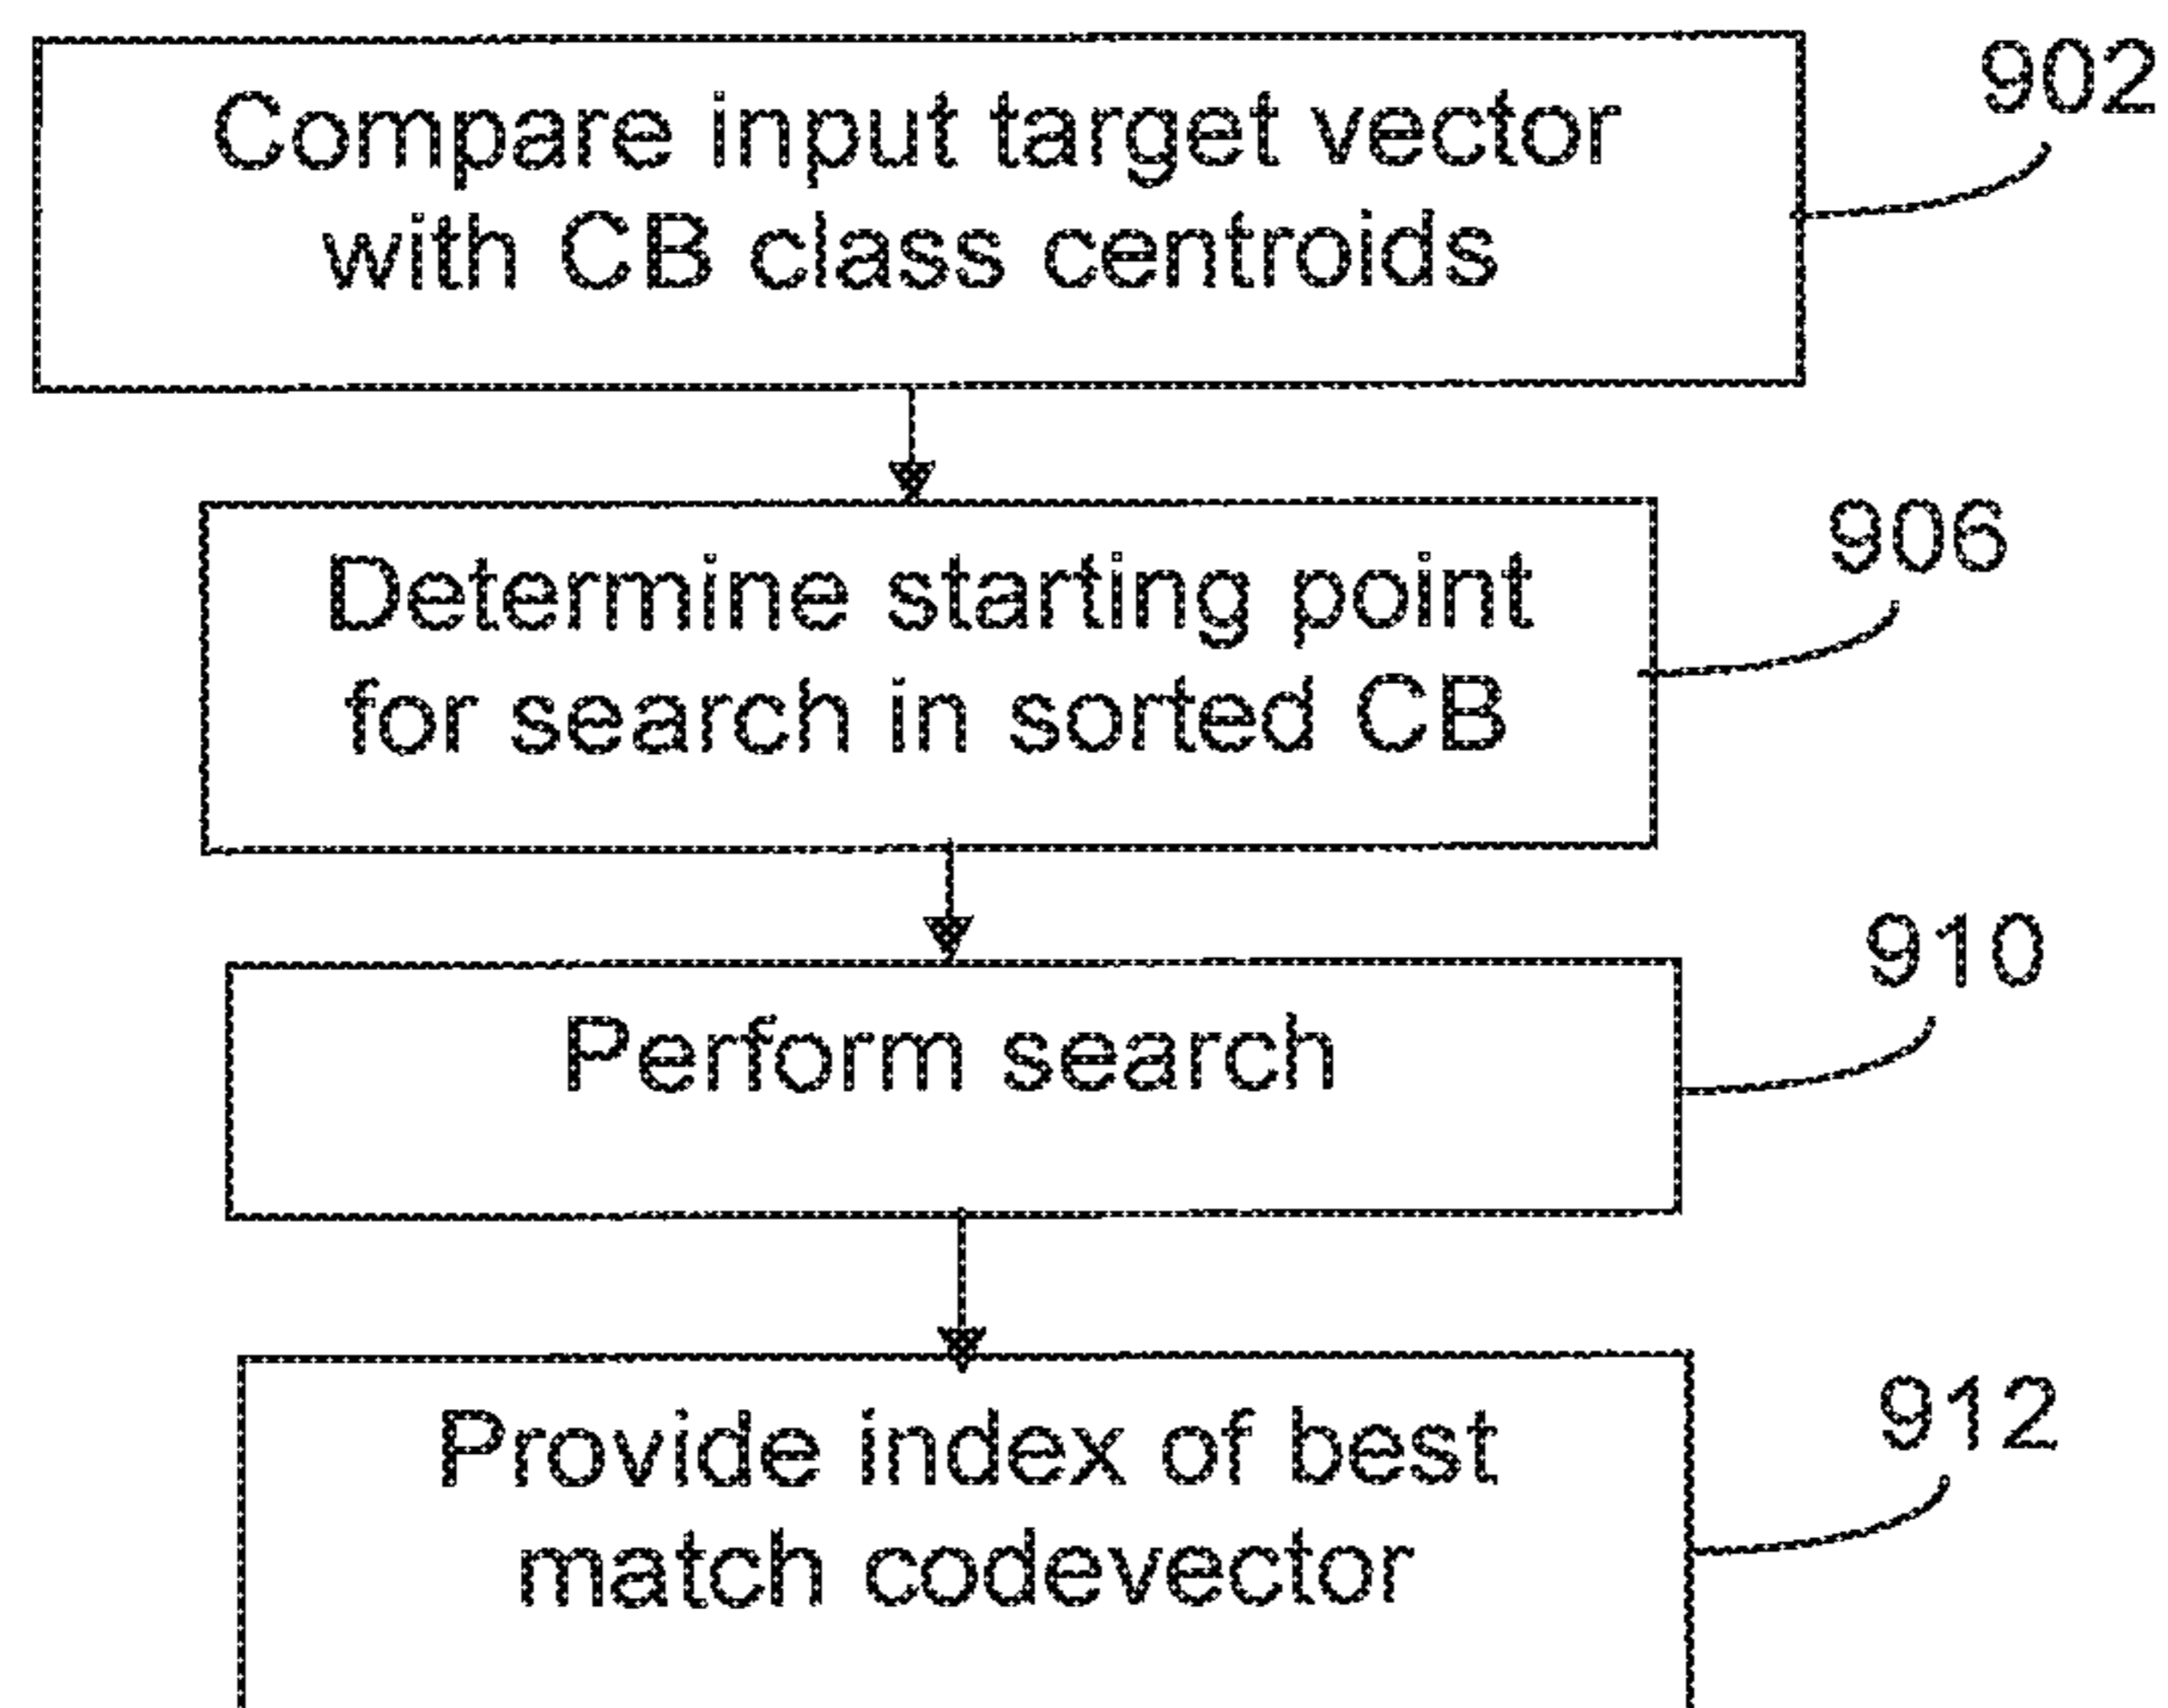 Compare input target vector
with CB class centroids
902
Determine starting point
for search in sorted CB
906
Perform search
910
Provide index of best
match codevector
912